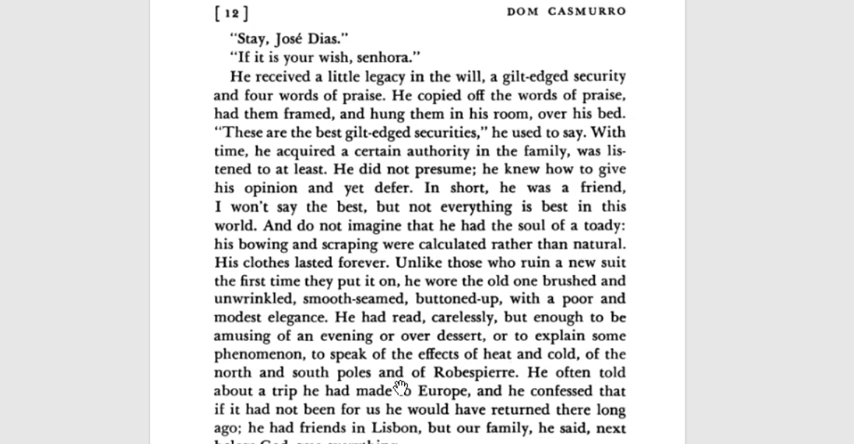 [ 12 ] DOM CASMURRO
"Stay, José Dias."
"If it is your wish, senhora."
He received a little legacy in the will, a gilt-edged security
and four words of praise. He copied off the words of praise,
had them framed, and hung them in his room, over his bed.
"These are the best gilt-edged securities," he used to say. With
time, he acquired a certain authority in the family, was lis-
tened to at least. He did not presume; he knew how to give
his opinion and yet defer. In short, he was a friend,
I won't say the best, but not everything is best in this
world. And do not imagine that he had the soul of a toady:
his bowing and scraping were calculated rather than natural.
His clothes lasted forever. Unlike those who ruin a new suit
the first time they put it on, he wore the old one brushed and
unwrinkled, smooth-seamed, buttoned-up, with a poor and
modest elegance. He had read, carelessly, but enough to be
amusing of an evening or over dessert, or to explain some
phenomenon, to speak of the effects of heat and cold, of the
north and south poles and of Robespierre. He often told
about a trip he had made Europe, and he confessed that
if it had not been for us he would have returned there long
ago; he had friends in Lisbon, but our family, he said, next